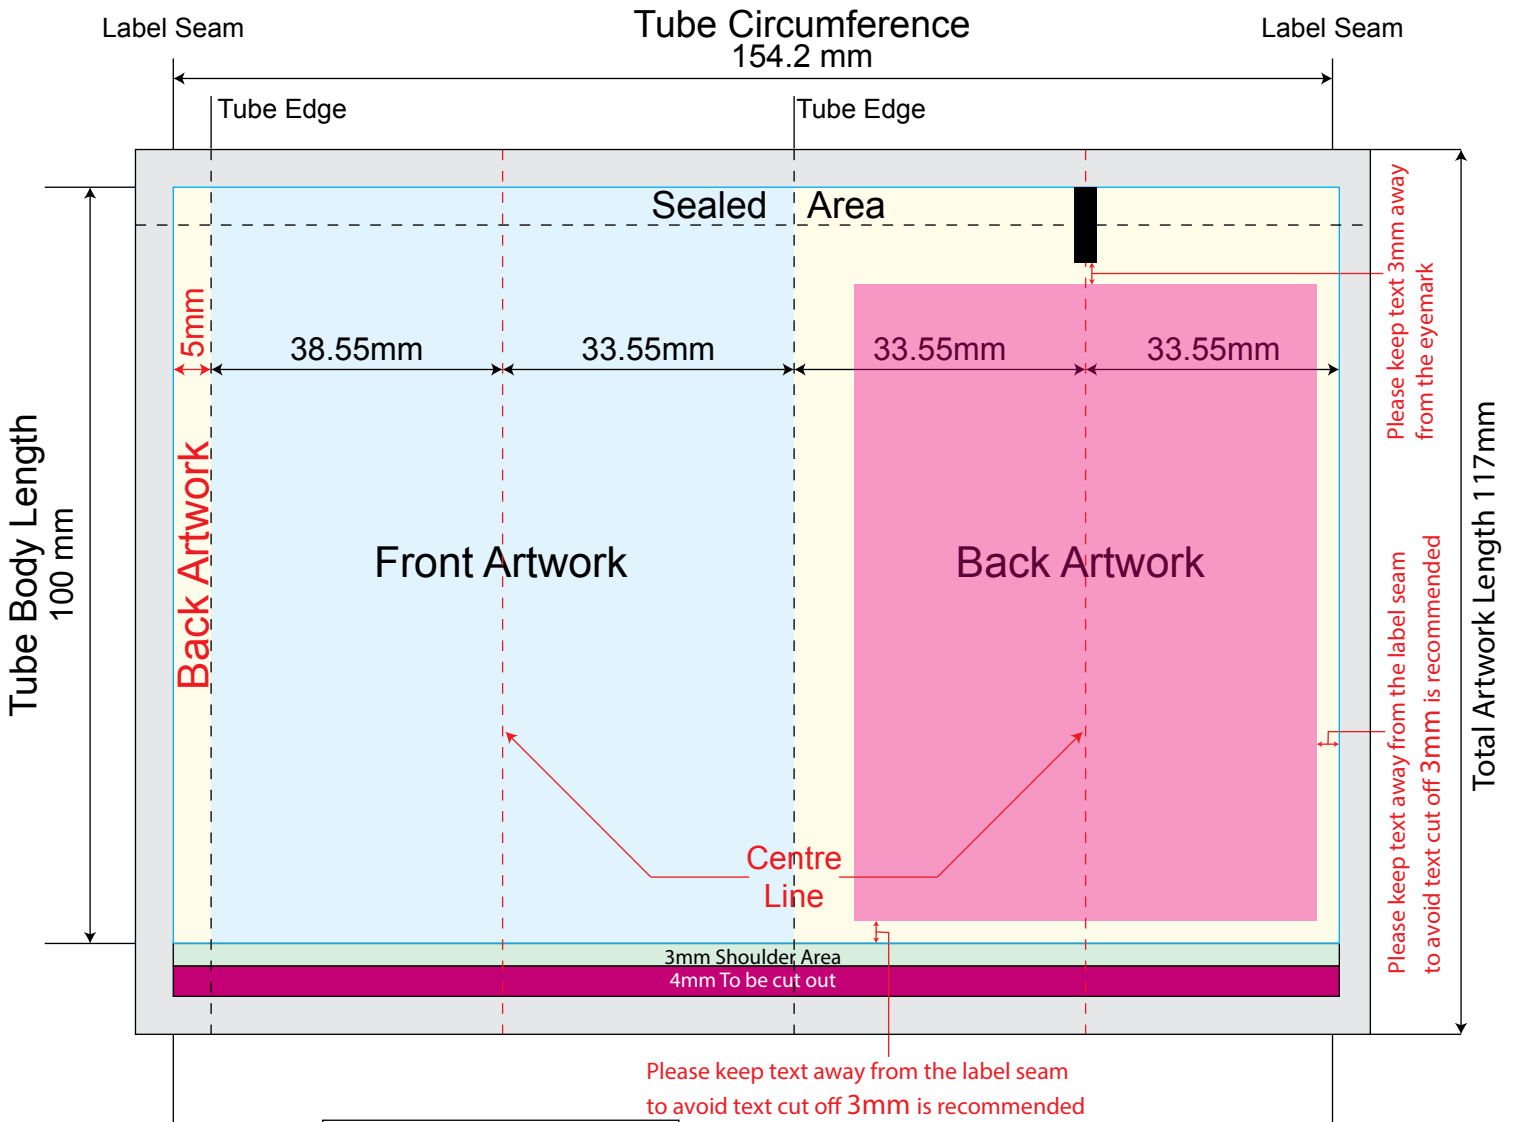 Label Seam
Tube Circumference
154.2 mm
Label Seam
Tube Edge
Tube Edge
Sealed Area
5mm
38.55mm
33.55mm
33.55mm
33.55mm
Tube Body Length
100 mm
Back Artwork
Front Artwork
Back Artwork
Centre
Line
3mm Shoulder Area
4mm To be cut out
Please keep text 3mm away
from the eyemark
Please keep text away from the label seam
to avoid text cut off 3mm is recommended
Total Artwork Length 117mm
Please keep text away from the label seam
to avoid text cut off 3mm is recommended